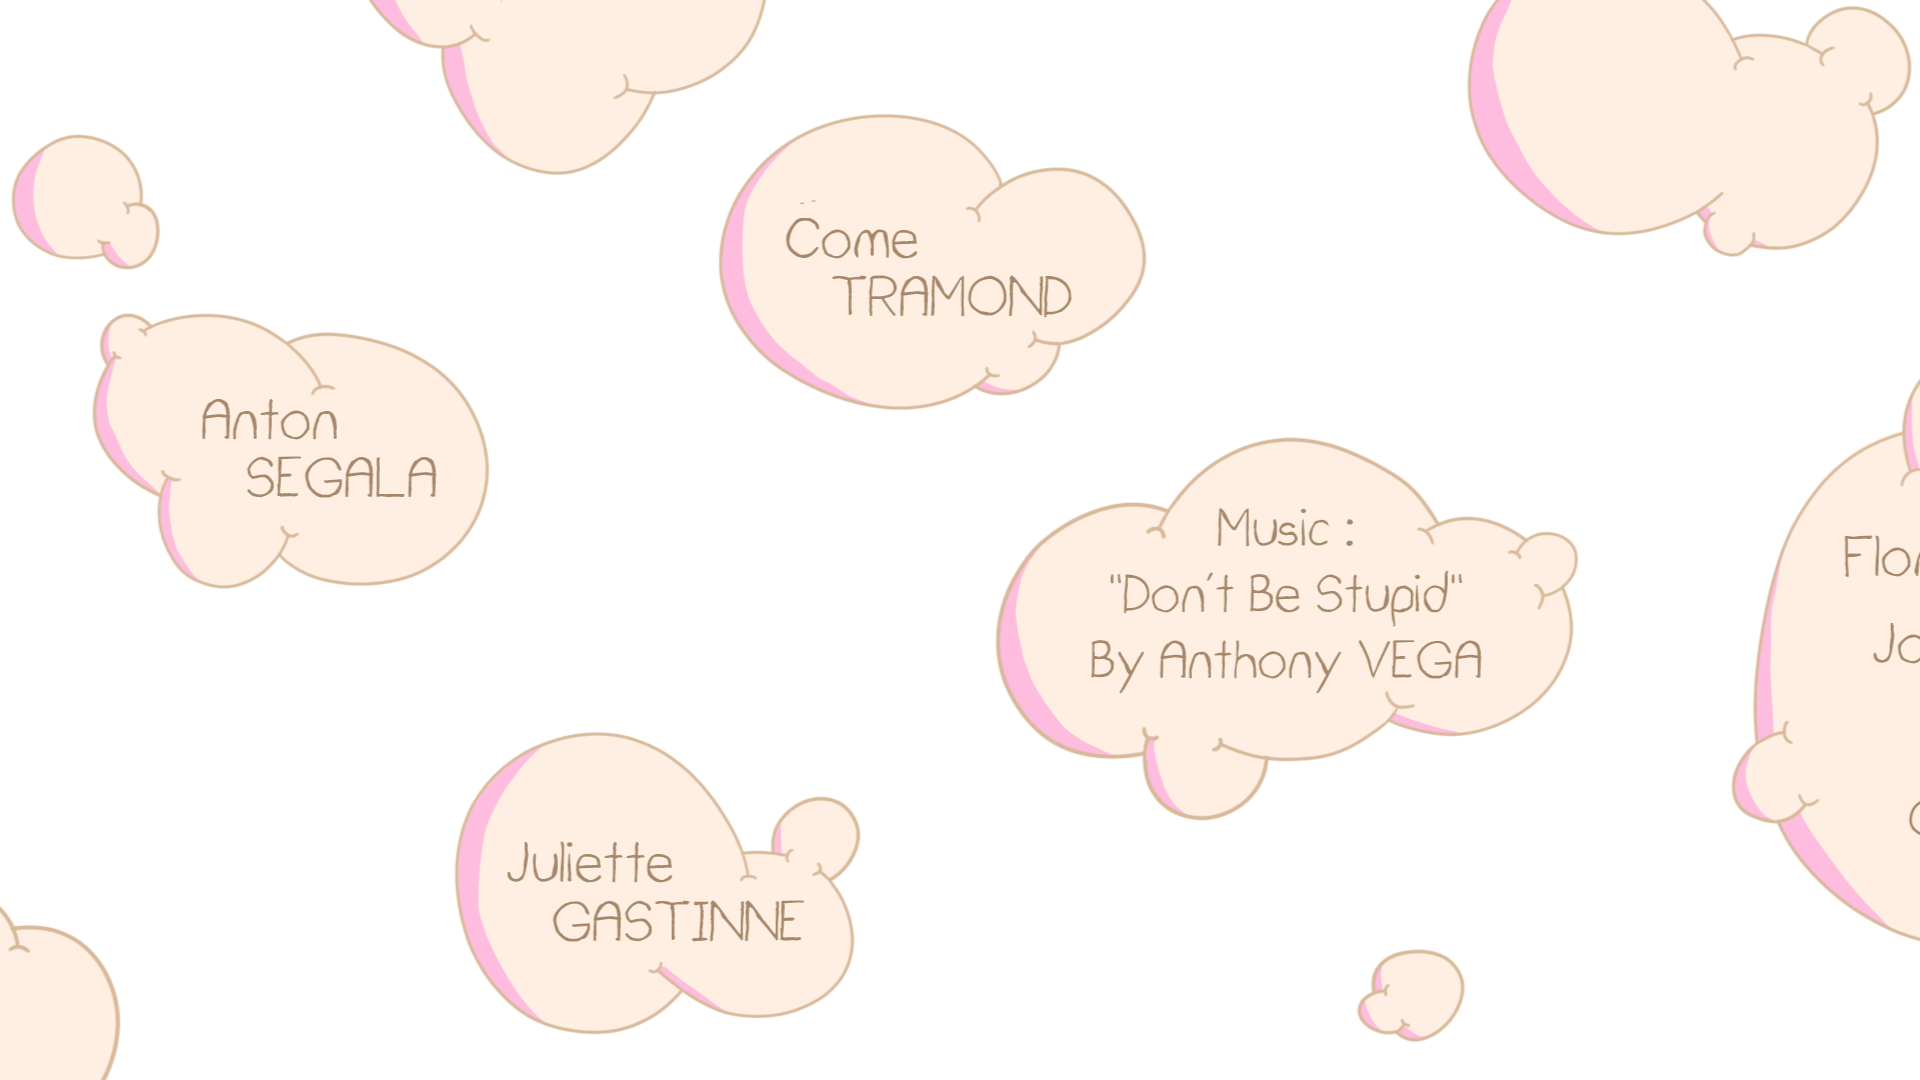 Come
TRAMOND
Anton
SEGALA
Music :
"Don't Be Stupid"
By Anthony VEGA
Juliette
GASTINNE